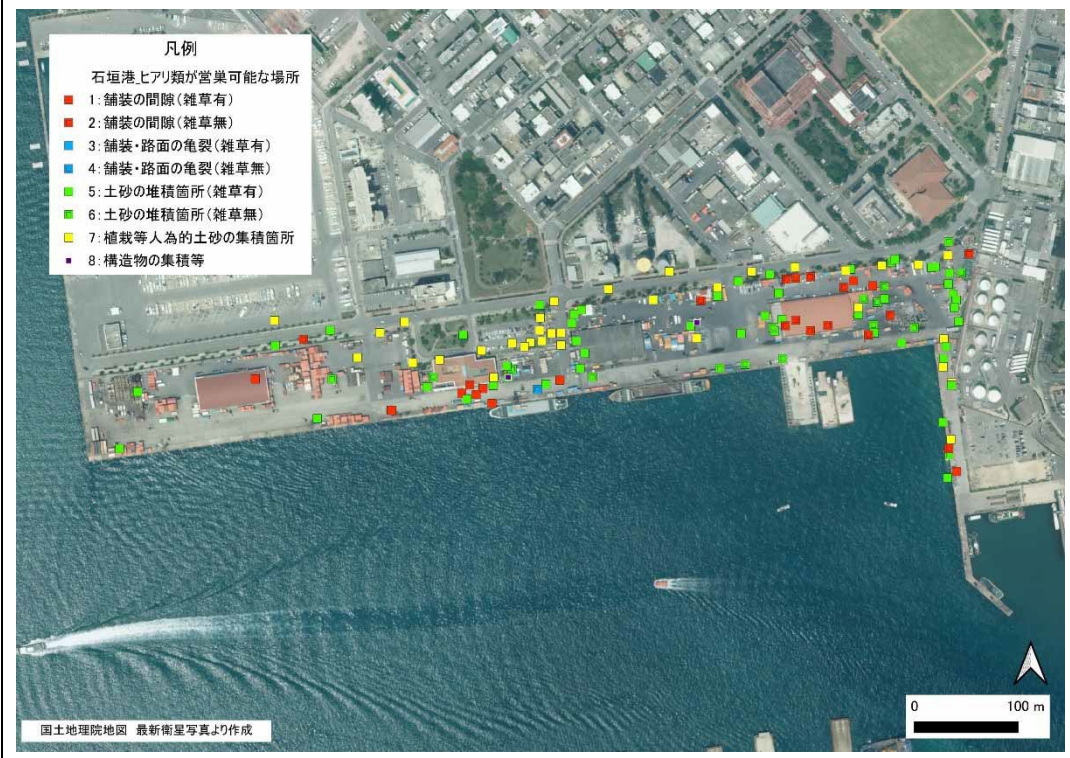 凡例
石垣港_ヒアリ類が営巣可能な場所
1:舗装の間隙(雑草有)
2:舗装の間隙(雑草無)
3:舗装・路面の亀裂(雑草有)
4:舗装・路面の亀裂(雑草無)
5:土砂の堆積箇所(雑草有)
6:土砂の堆積箇所(雑草無)
7:植栽等人為的土砂の集積箇所
8:構造物の集積等
0 100 m
国土地理院地図 最新衛星写真より作成